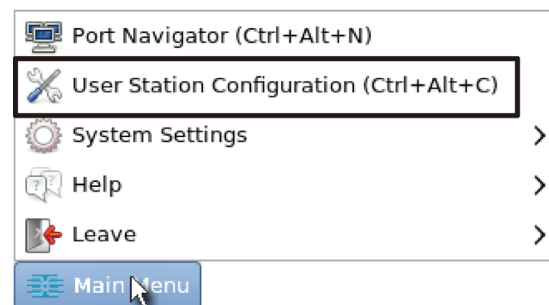 Port Navigator (Ctrl+Alt+N)
User Station Configuration (Ctrl+Alt+C)
System Settings
Help
Leave
Main Menu